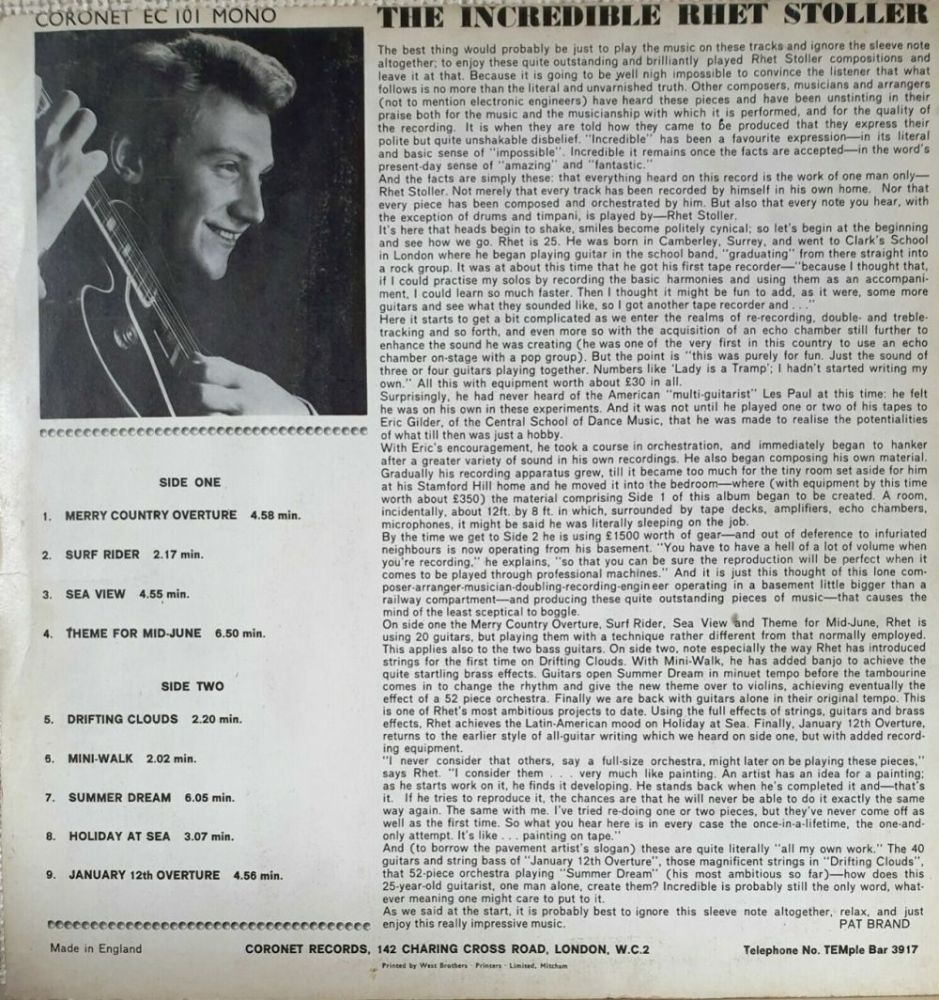 CORONET EC 101 MONO
THE INCREDIBLE RHET STOLLER
The best thing would probably be just to play the music on these tracks and ignore the sleeve note
altogether; to enjoy these quite outstanding and brilliantly played Rhet Stoller compositions and
leave it at that. Because it is going to be well nigh impossible to convince the listener that what
follows is no more than the literal and unvarnished truth. Other composers, musicians and arrangers
(not to mention electronic engineers) have heard these pieces and have been unstinting in their
praise both for the music and the musicianship with which it is performed, and for the quality of
the recording. It is when they are told how they came to be produced that they express their
polite but quite unshakable disbelief. "Incredible" has been a favourite expression—in its literal
and basic sense of "impossible". Incredible it remains once the facts are accepted—in the word's
present-day sense of "amazing" and "fantastic."
And the facts are simply these: that everything heard on this record is the work of one man only—
Rhet Stoller. Not merely that every track has been recorded by himself in his own home. Nor that
every piece has been composed and orchestrated by him. But also that every note you hear, with
the exception of drums and timpani, is played by—Rhet Stoller.
It's here that heads begin to shake, smiles become politely cynical; so let's begin at the beginning
and see how we go. Rhet is 25. He was born in Camberley, Surrey, and went to Clark's School
in London where he began playing guitar in the school band, "graduating" from there straight into
a rock group. It was at about this time that he got his first tape recorder—"because I thought that,
if I could practise my solos by recording the basic harmonies and using them as an accompani-
ment, I could learn so much faster. Then I thought it might be fun to add, as it were, some more
guitars and see what they sounded like, so I got another tape recorder and . . ."
Here it starts to get a bit complicated as we enter the realms of re-recording, double- and treble-
tracking and so forth, and even more so with the acquisition of an echo chamber still further to
enhance the sound he was creating (he was one of the very first in this country to use an echo
chamber on-stage with a pop group). But the point is "this was purely for fun. Just the sound of
three or four guitars playing together. Numbers like 'Lady is a Tramp'; I hadn't started writing my
own." All this with equipment worth about £30 in all.
Surprisingly, he had never heard of the American "multi-guitarist" Les Paul at this time: he felt
he was on his own in these experiments. And it was not until he played one or two of his tapes to
Eric Gilder, of the Central School of Dance Music, that he was made to realise the potentialities
of what till then was just a hobby.
With Eric's encouragement, he took a course in orchestration, and immediately began to hanker
after a greater variety of sound in his own recordings. He also began composing his own material.
Gradually his recording apparatus grew, till it became too much for the tiny room set aside for him
at his Stamford Hill home and he moved it into the bedroom—where (with equipment by this time
worth about £350) the material comprising Side 1 of this album began to be created. A room,
incidentally, about 12ft. by 8 ft. in which, surrounded by tape decks, amplifiers, echo chambers,
microphones, it might be said he was literally sleeping on the job.
By the time we get to Side 2 he is using £1500 worth of gear—and out of deference to infuriated
neighbours is now operating from his basement. "You have to have a hell of a lot of volume when
you're recording," he explains, "so that you can be sure the reproduction will be perfect when it
comes to be played through professional machines." And it is just this thought of this lone com-
poser-arranger-musician-doubling-recording-engineer operating in a basement little bigger than a
railway compartment—and producing these quite outstanding pieces of music—that causes the
mind of the least sceptical to boggle.
On side one the Merry Country Overture, Surf Rider, Sea View and Theme for Mid-June, Rhet is
using 20 guitars, but playing them with a technique rather different from that normally employed.
This applies also to the two bass guitars. On side two, note especially the way Rhet has introduced
strings for the first time on Drifting Clouds. With Mini-Walk, he has added banjo to achieve the
quite startling brass effects. Guitars open Summer Dream in minuet tempo before the tambourine
comes in to change the rhythm and give the new theme over to violins, achieving eventually the
effect of a 52 piece orchestra. Finally we are back with guitars alone in their original tempo. This
is one of Rhet's most ambitious projects to date. Using the full effects of strings, guitars and brass
effects, Rhet achieves the Latin-American mood on Holiday at Sea. Finally, January 12th Overture,
returns to the earlier style of all-guitar writing which we heard on side one, but with added record-
ing equipment.
"I never consider that others, say a full-size orchestra, might later on be playing these pieces,"
says Rhet. "I consider them . . . very much like painting. An artist has an idea for a painting;
as he starts work on it, he finds it developing. He stands back when he's completed it and—that's
it. If he tries to reproduce it, the chances are that he will never be able to do it exactly the same
way again. The same with me. I've tried re-doing one or two pieces, but they've never come off as
well as the first time. So what you hear here is in every case the once-in-a-lifetime, the one-and-
only attempt. It's like . . . painting on tape."
And (to borrow the pavement artist's slogan) these are quite literally "all my own work." The 40
guitars and string bass of "January 12th Overture", those magnificent strings in "Drifting Clouds",
that 52-piece orchestra playing "Summer Dream" (his most ambitious so far)—how does this
25-year-old guitarist, one man alone, create them? Incredible is probably still the only word, what-
ever meaning one might care to put to it.
As we said at the start, it is probably best to ignore this sleeve note altogether, relax, and just
enjoy this really impressive music. PAT BRAND
SIDE ONE
1. MERRY COUNTRY OVERTURE 4.58 min.
2. SURF RIDER 2.17 min.
3. SEA VIEW 4.55 min.
4. THEME FOR MID-JUNE 6.50 min.
SIDE TWO
5. DRIFTING CLOUDS 2.20 min.
6. MINI-WALK 2.02 min.
7. SUMMER DREAM 6.05 min.
8. HOLIDAY AT SEA 3.07 min.
9. JANUARY 12th OVERTURE 4.56 min.
Made in England CORONET RECORDS, 142 CHARING CROSS ROAD, LONDON, W.C.2 Telephone No. TEMple Bar 3917
Printed by West Brothers · Printers · Limited, Mitcham